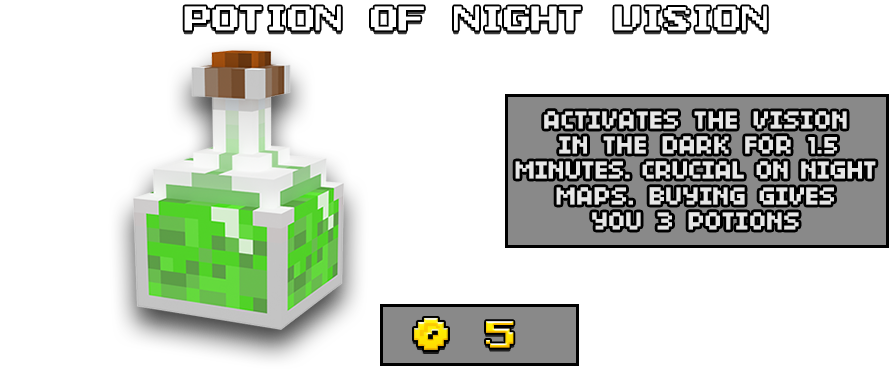 POTION OF NIGHT VISION
ACTIVATES THE VISION
IN THE DARK FOR 1.5
MINUTES. CRUCIAL ON NIGHT
MAPS. BUYING GIVES
YOU 3 POTIONS
5